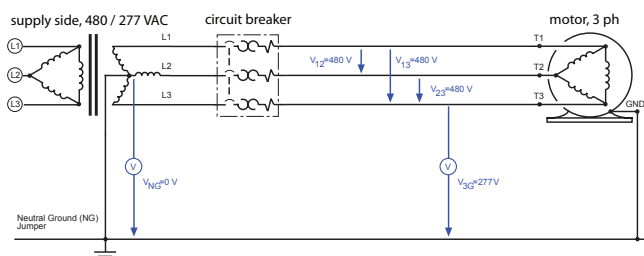 supply side, 480 / 277 VAC
circuit breaker
motor, 3 ph
L1
L1
T1
V12=480 V
V13=480 V
L2
L2
T2
V23=480 V
L3
L3
T3
GND
V
VNG=0 V
V
V3G=277V
Neutral Ground (NG)
Jumper